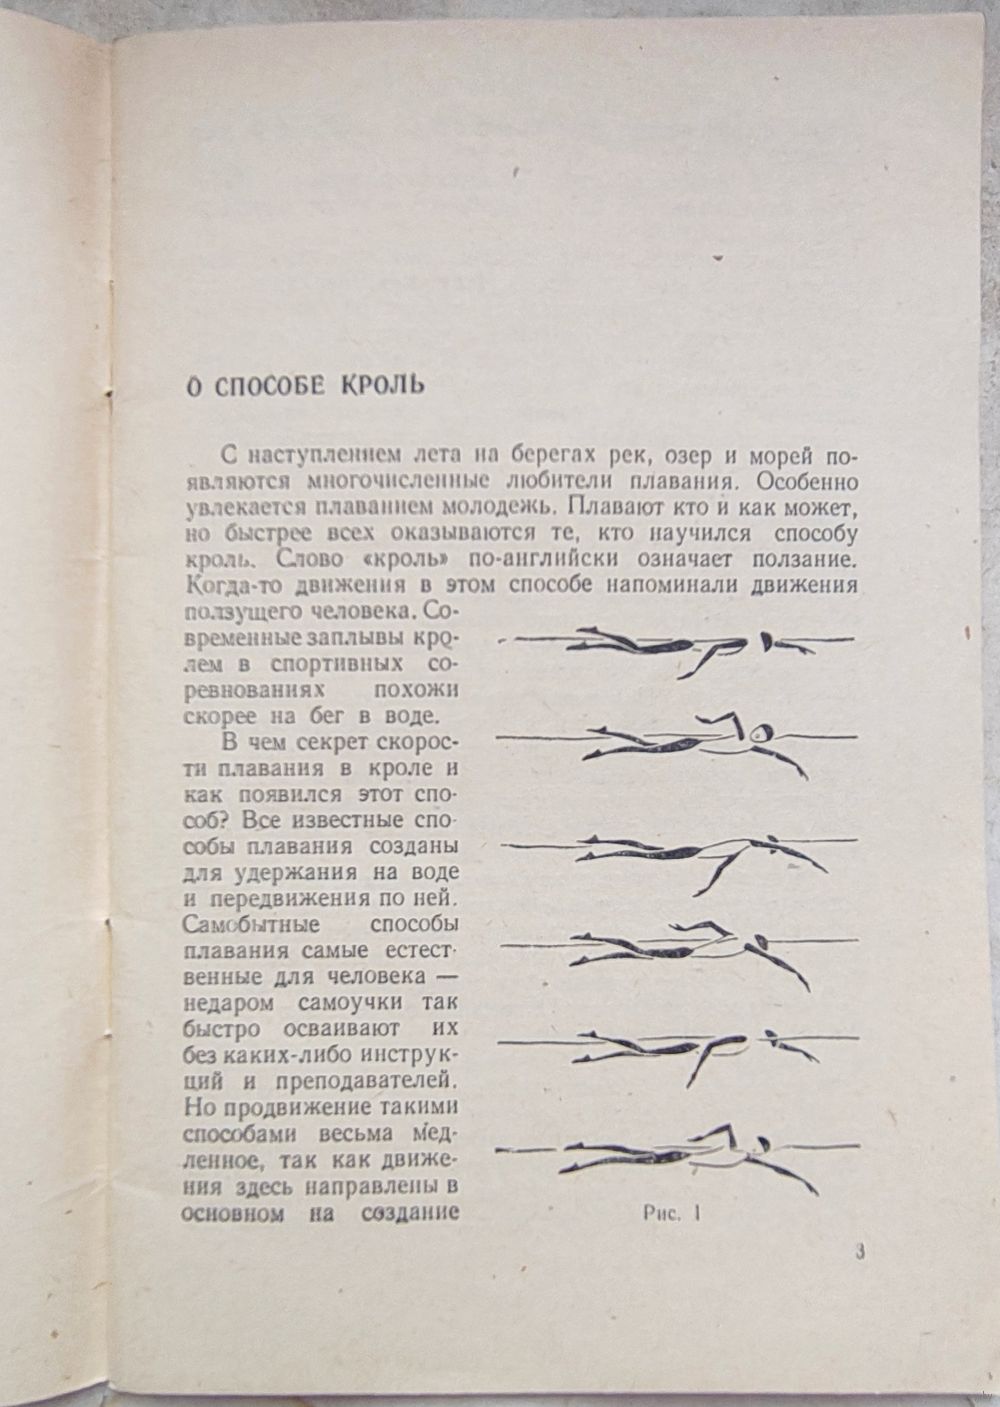 О СПОСОБЕ КРОЛЬ
С наступлением лета на берегах рек, озер и морей по-
являются многочисленные любители плавания. Особенно
увлекается плаванием молодежь. Плавают кто и как может,
но быстрее всех оказываются те, кто научился способу
кроль. Слово «кроль» по-английски означает ползание.
Когда-то движения в этом способе напоминали движения
ползущего человека. Со-
временные заплывы кро-
лем в спортивных со-
ревнованиях похожи
скорее на бег в воде.
В чем секрет скорос-
ти плавания в кроле и
как появился этот спо-
соб? Все известные спо-
собы плавания созданы
для удержания на воде
и передвижения по ней.
Самобытные способы
плавания самые естест-
венные для человека —
недаром самоучки так
быстро осваивают их
без каких-либо инструк-
ций и преподавателей.
Но продвижение такими
способами весьма мед-
ленное, так как движе-
ния здесь направлены в
основном на создание
Рис. 1
3